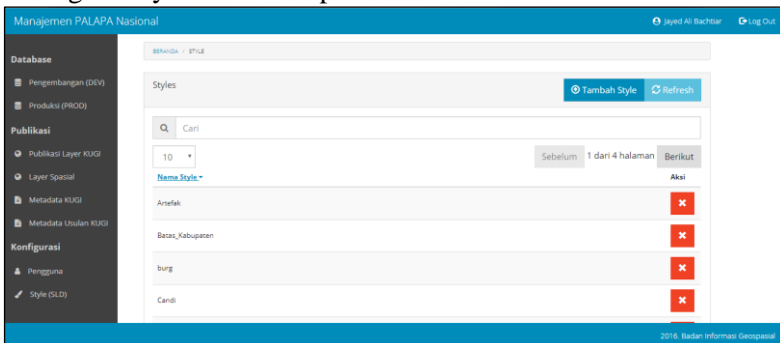 Manajemen PALAPA Nasional
Jayed Ali Bachtiar
Log Out
Database
Pengembangan (DEV)
Produksi (PROD)
Publikasi
Publikasi Layer KUGI
Layer Spasial
Metadata KUGI
Metadata Usulan KUGI
Konfigurasi
Pengguna
Style (SLD)
BERANDA / STYLE
Styles
Tambah Style
Refresh
Cari
10
Sebelum 1 dari 4 halaman Berikut
Nama Style Aksi
Artefak
Batas_Kabupaten
burg
Candi
2016. Badan Informasi Geospasial